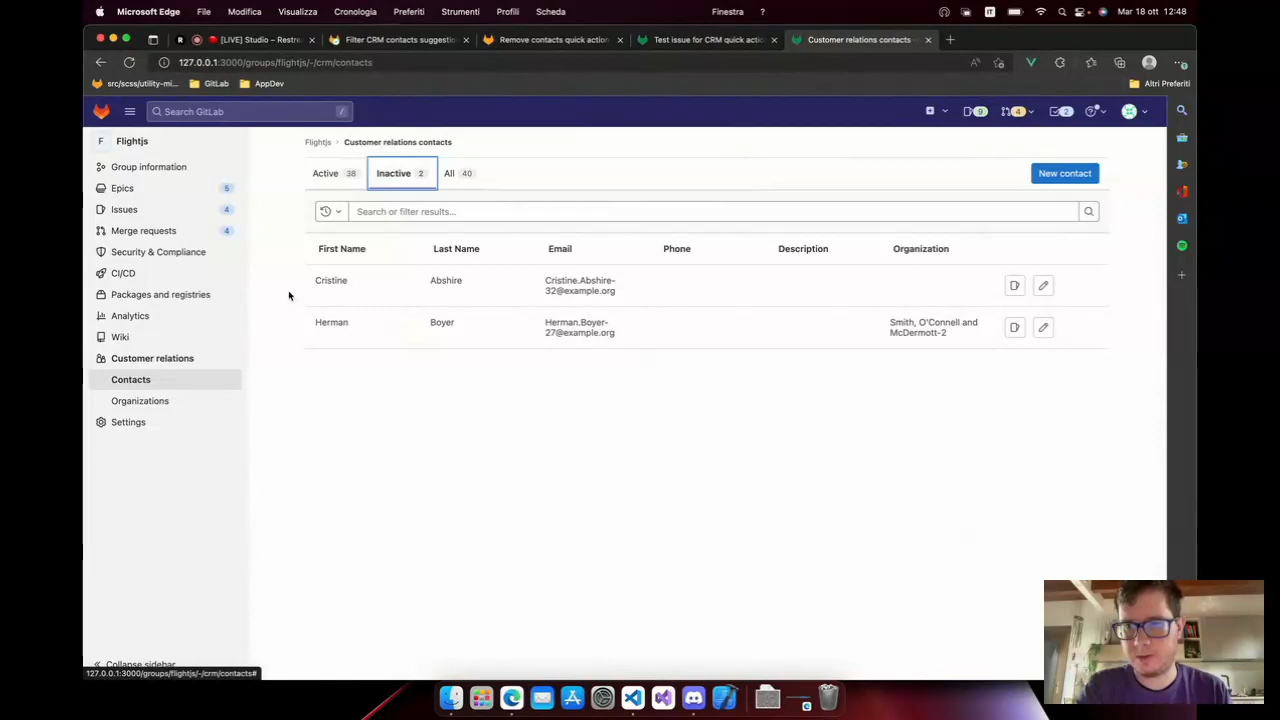 Microsoft Edge File Modifica Visualizza Cronologia Preferiti Strumenti Profili Scheda Finestra ? IT Mar 18 ott 12:48
R [LIVE] Studio – Restre Filter CRM contacts suggestio Remove contacts quick action Test issue for CRM quick actio Customer relations contacts
127.0.0.1:3000/groups/flightjs/-/crm/contacts
src/scss/utility-mi... GitLab AppDev Altri Preferiti
Search GitLab / 9 4 2
F Flightjs
Flightjs › Customer relations contacts
Group information
Epics 5
Issues 4
Merge requests 4
Security & Compliance
CI/CD
Packages and registries
Analytics
Wiki
Customer relations
Contacts
Organizations
Settings
Collapse sidebar
127.0.0.1:3000/groups/flightjs/-/crm/contacts#
Active 38 Inactive 2 All 40 New contact
Search or filter results...
First Name Last Name Email Phone Description Organization
Cristine Abshire Cristine.Abshire-
32@example.org
Herman Boyer Herman.Boyer- Smith, O'Connell and
27@example.org McDermott-2